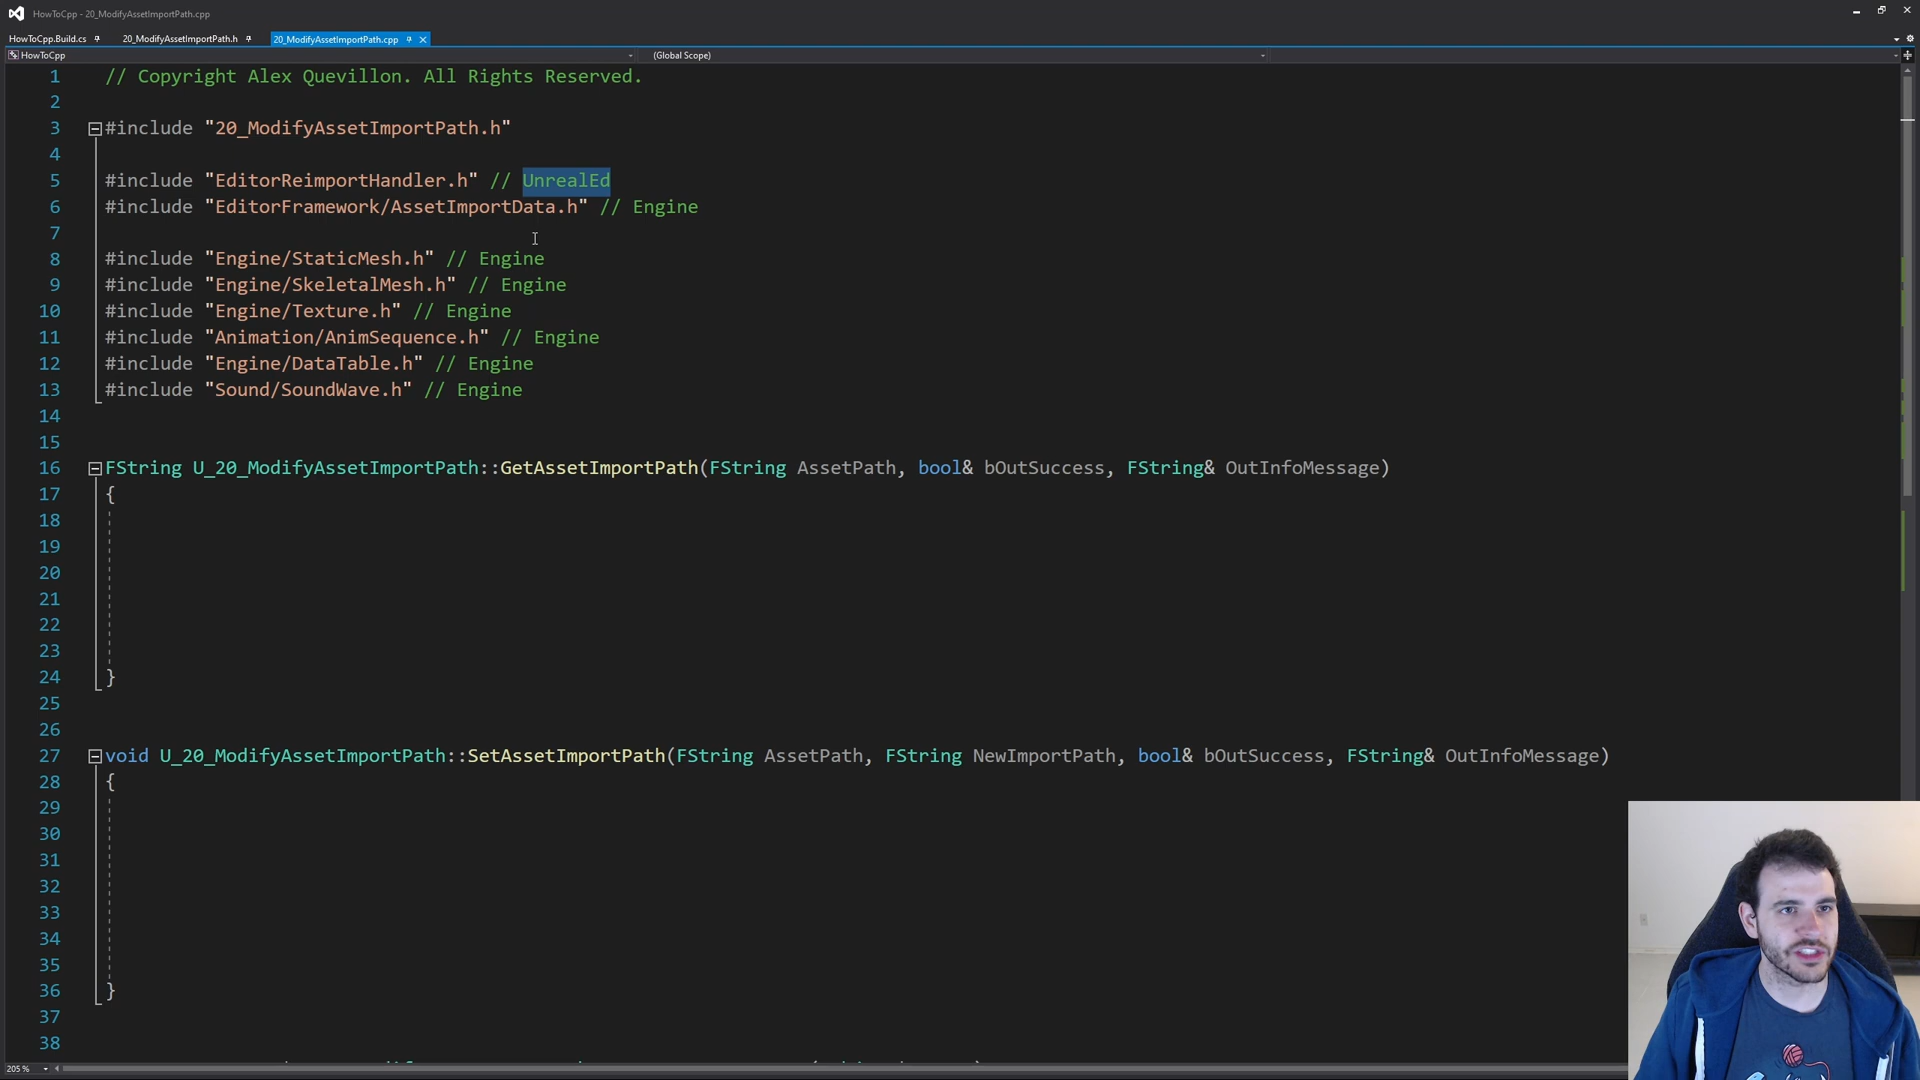 HowToCpp - 20_ModifyAssetImportPath.cpp
HowToCpp.Build.cs 20_ModifyAssetImportPath.h 20_ModifyAssetImportPath.cpp
HowToCpp (Global Scope)
1 // Copyright Alex Quevillon. All Rights Reserved.
2
3 #include "20_ModifyAssetImportPath.h"
4
5 #include "EditorReimportHandler.h" // UnrealEd
6 #include "EditorFramework/AssetImportData.h" // Engine
7
8 #include "Engine/StaticMesh.h" // Engine
9 #include "Engine/SkeletalMesh.h" // Engine
10 #include "Engine/Texture.h" // Engine
11 #include "Animation/AnimSequence.h" // Engine
12 #include "Engine/DataTable.h" // Engine
13 #include "Sound/SoundWave.h" // Engine
14
15
16 FString U_20_ModifyAssetImportPath::GetAssetImportPath(FString AssetPath, bool& bOutSuccess, FString& OutInfoMessage)
17 {
18
19
20
21
22
23
24 }
25
26
27 void U_20_ModifyAssetImportPath::SetAssetImportPath(FString AssetPath, FString NewImportPath, bool& bOutSuccess, FString& OutInfoMessage)
28 {
29
30
31
32
33
34
35
36 }
37
38
205 %